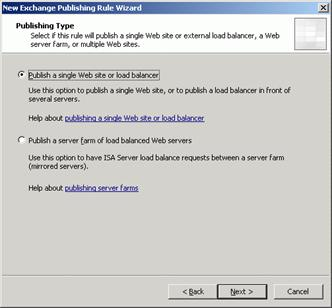 New Exchange Publishing Rule Wizard
Publishing Type
Select if this rule will publish a single Web site or external load balancer, a Web
server farm, or multiple Web sites.
Publish a single Web site or load balancer
Use this option to publish a single Web site, or to publish a load balancer in front of
several servers.
Help about publishing a single Web site or load balancer
Publish a server farm of load balanced Web servers
Use this option to have ISA Server load balance requests between a server farm
(mirrored servers).
Help about publishing server farms
< Back
Next >
Cancel